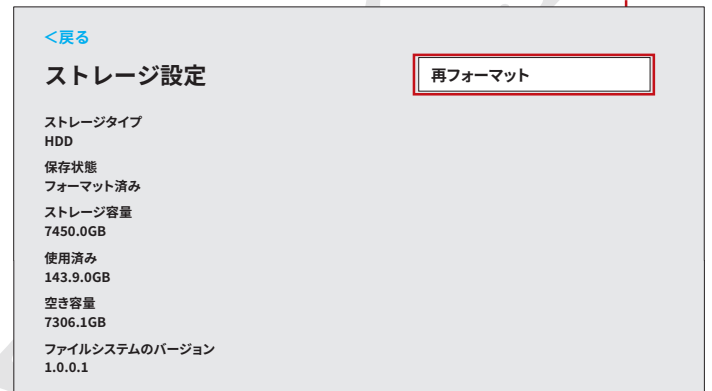 ＜戻る
ストレージ設定
再フォーマット
ストレージタイプ
HDD
保存状態
フォーマット済み
ストレージ容量
7450.0GB
使用済み
143.9.0GB
空き容量
7306.1GB
ファイルシステムのバージョン
1.0.0.1